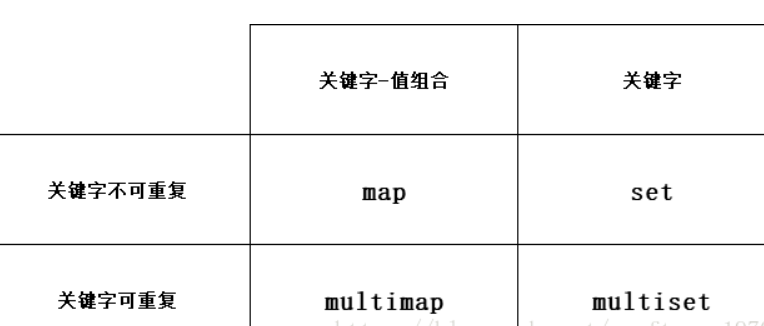 关键字-值组合 关键字
关键字不可重复 map set
关键字可重复 multimap multiset